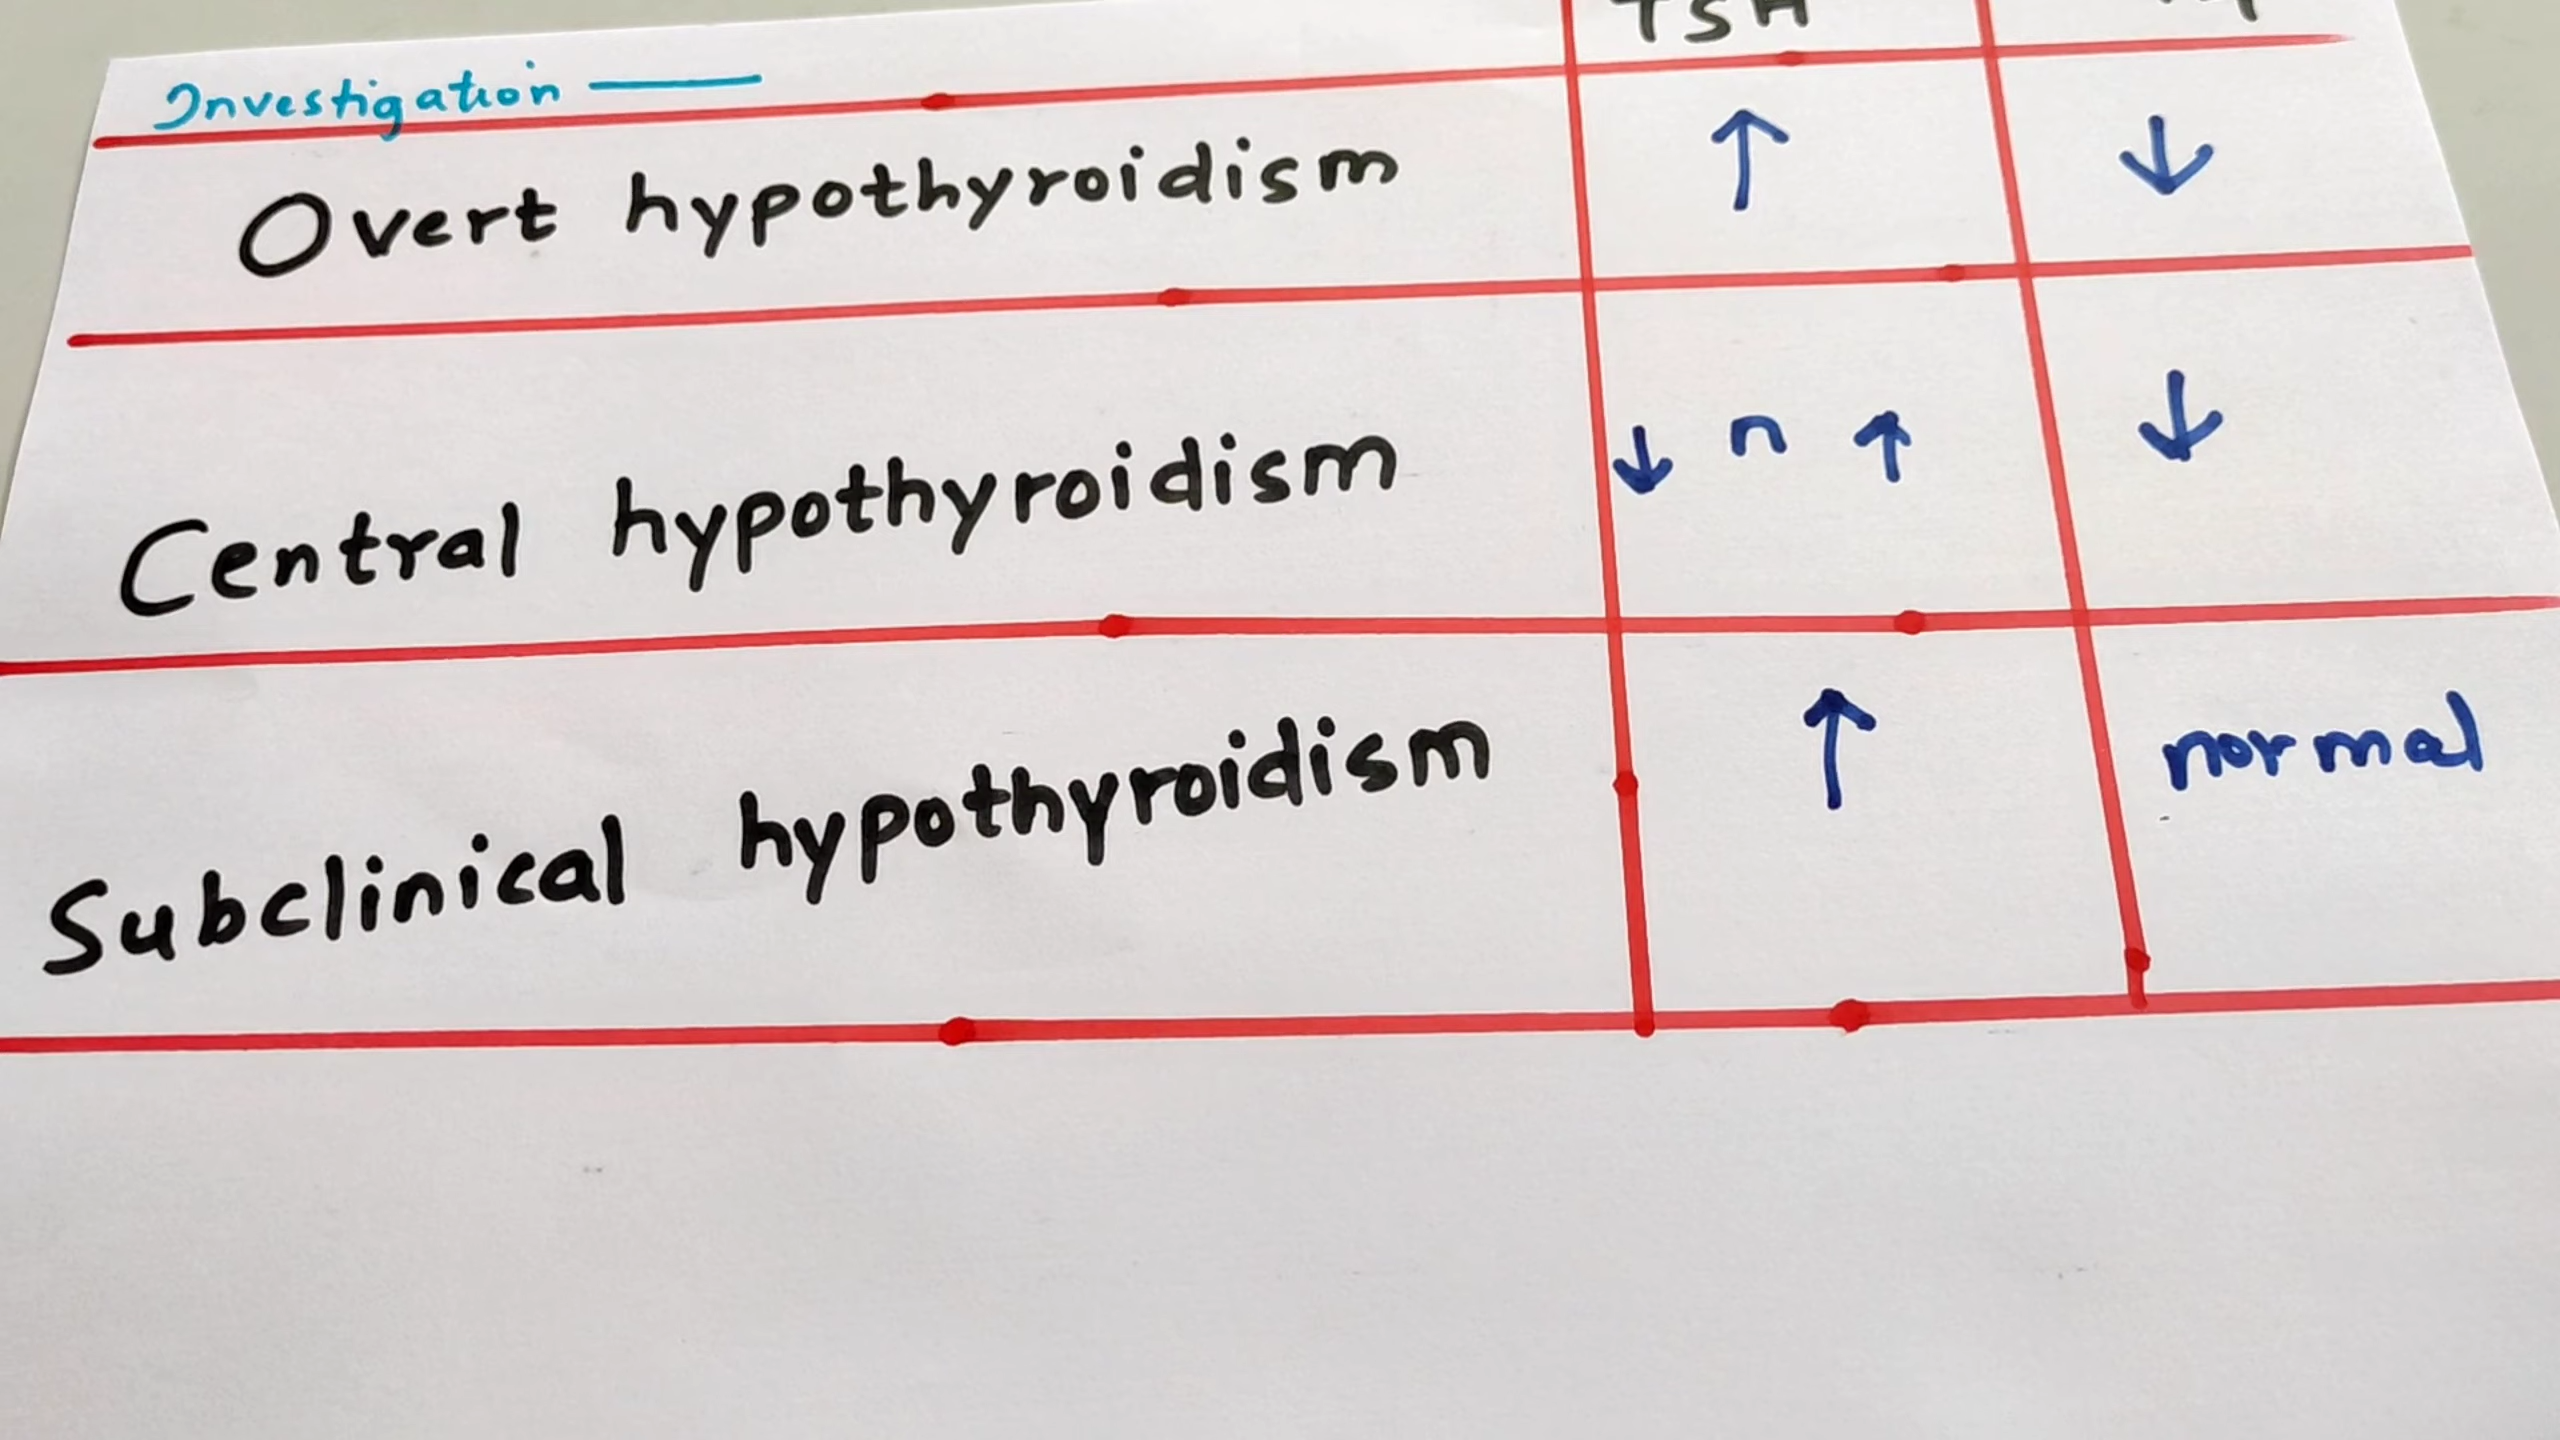 TSH
Investigation —
Overt hypothyroidism ↑ ↓
Central hypothyroidism ↓ n ↑ ↓
Subclinical hypothyroidism ↑ normal